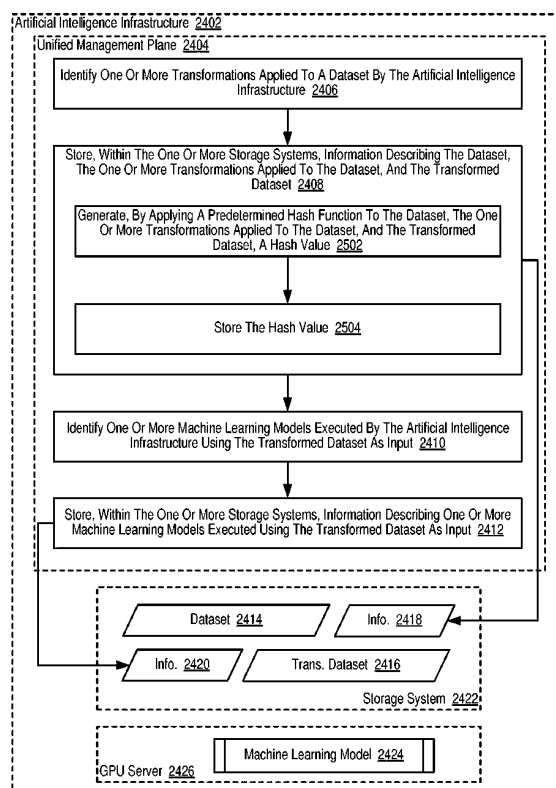 Artificial Intelligence Infrastructure 2402
Unified Management Plane 2404
Identify One Or More Transformations Applied To A Dataset By The Artificial Intelligence
Infrastructure 2406
Store, Within The One Or More Storage Systems, Information Describing The Dataset,
The One Or More Transformations Applied To The Dataset, And The Transformed
Dataset 2408
Generate, By Applying A Predetermined Hash Function To The Dataset, The One
Or More Transformations Applied To The Dataset, And The Transformed
Dataset, A Hash Value 2502
Store The Hash Value 2504
Identify One Or More Machine Learning Models Executed By The Artificial Intelligence
Infrastructure Using The Transformed Dataset As Input 2410
Store, Within The One Or More Storage Systems, Information Describing One Or More
Machine Learning Models Executed Using The Transformed Dataset As Input 2412
Dataset 2414
Info. 2418
Info. 2420
Trans. Dataset 2416
Storage System 2422
Machine Learning Model 2424
GPU Server 2426